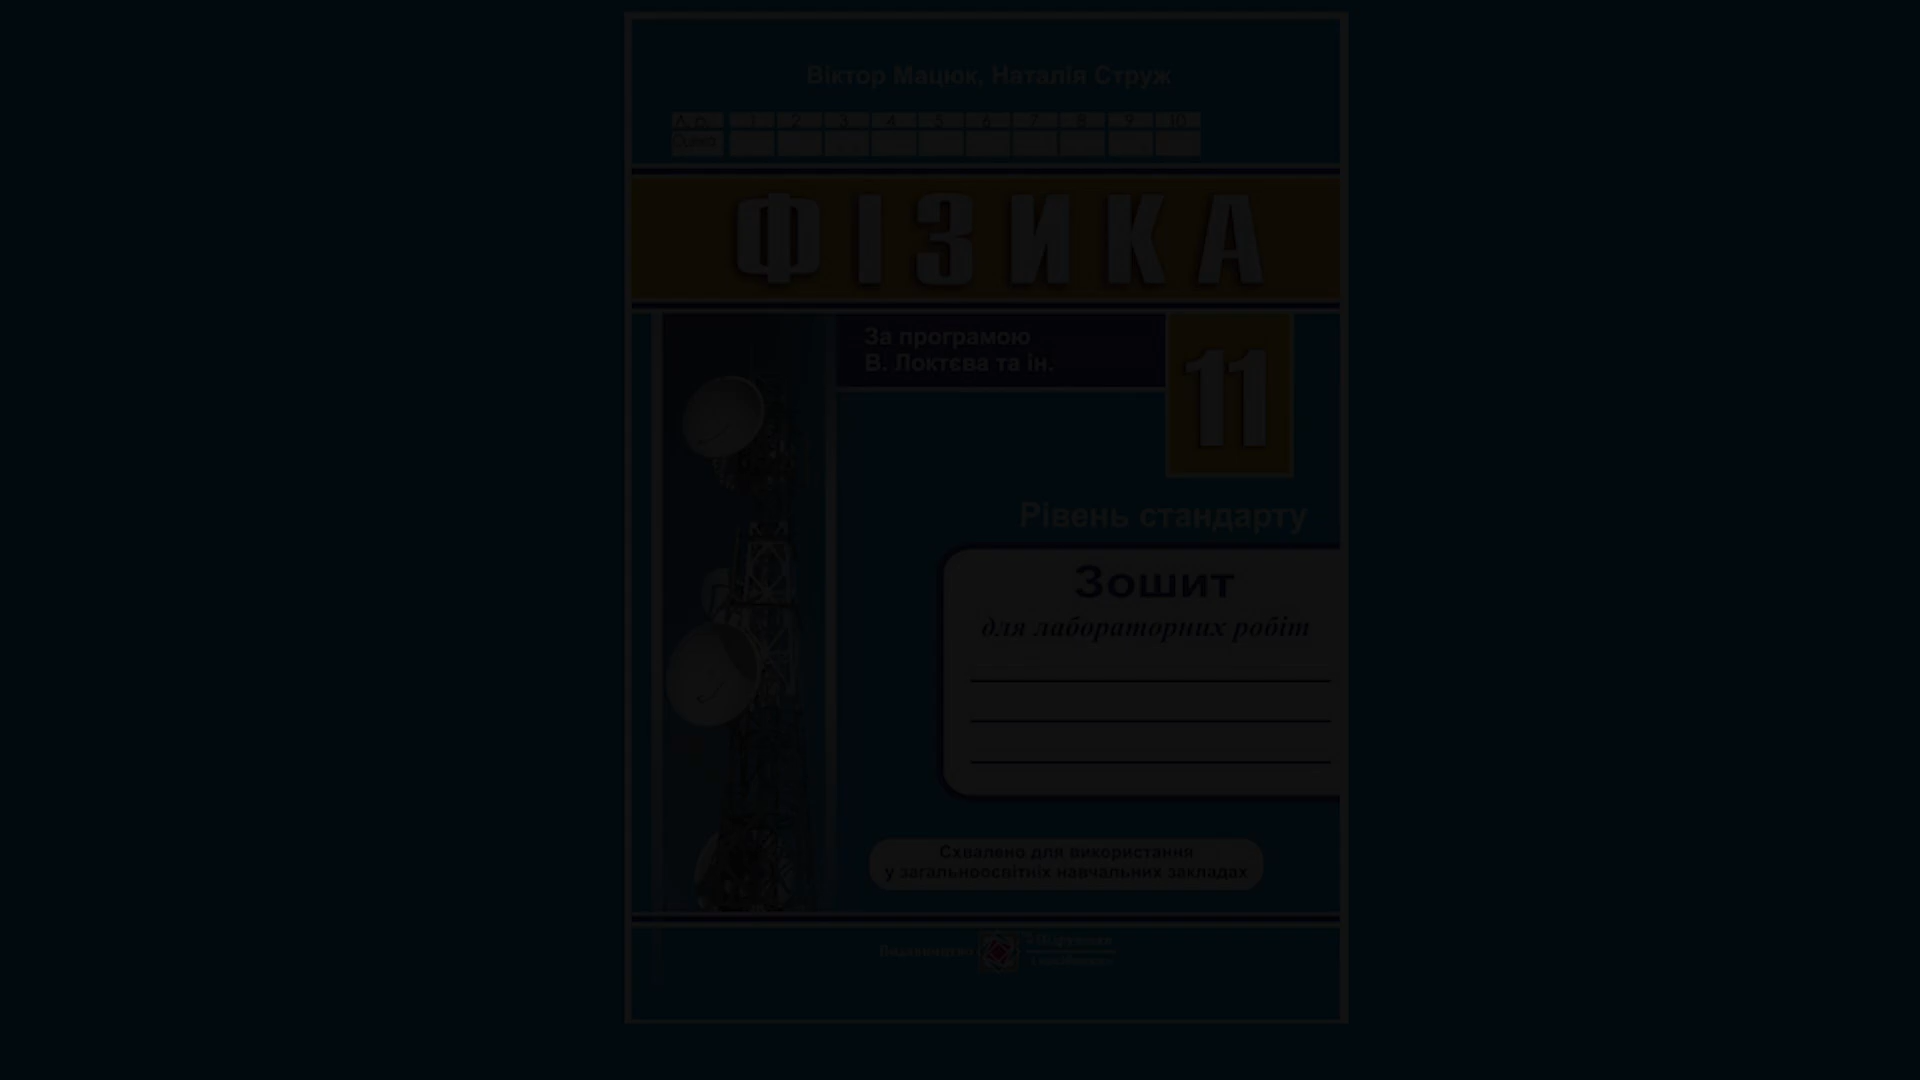 Віктор Мацюк, Наталія Струж
1 2 3 4 5 6 7 8 9 10
Оцінка
ФІЗИКА
За програмою
В. Локтєва та ін.
11
Рівень стандарту
Зошит
для лабораторних робіт
Схвалено для використання
у загальноосвітніх навчальних закладах
Видавництво